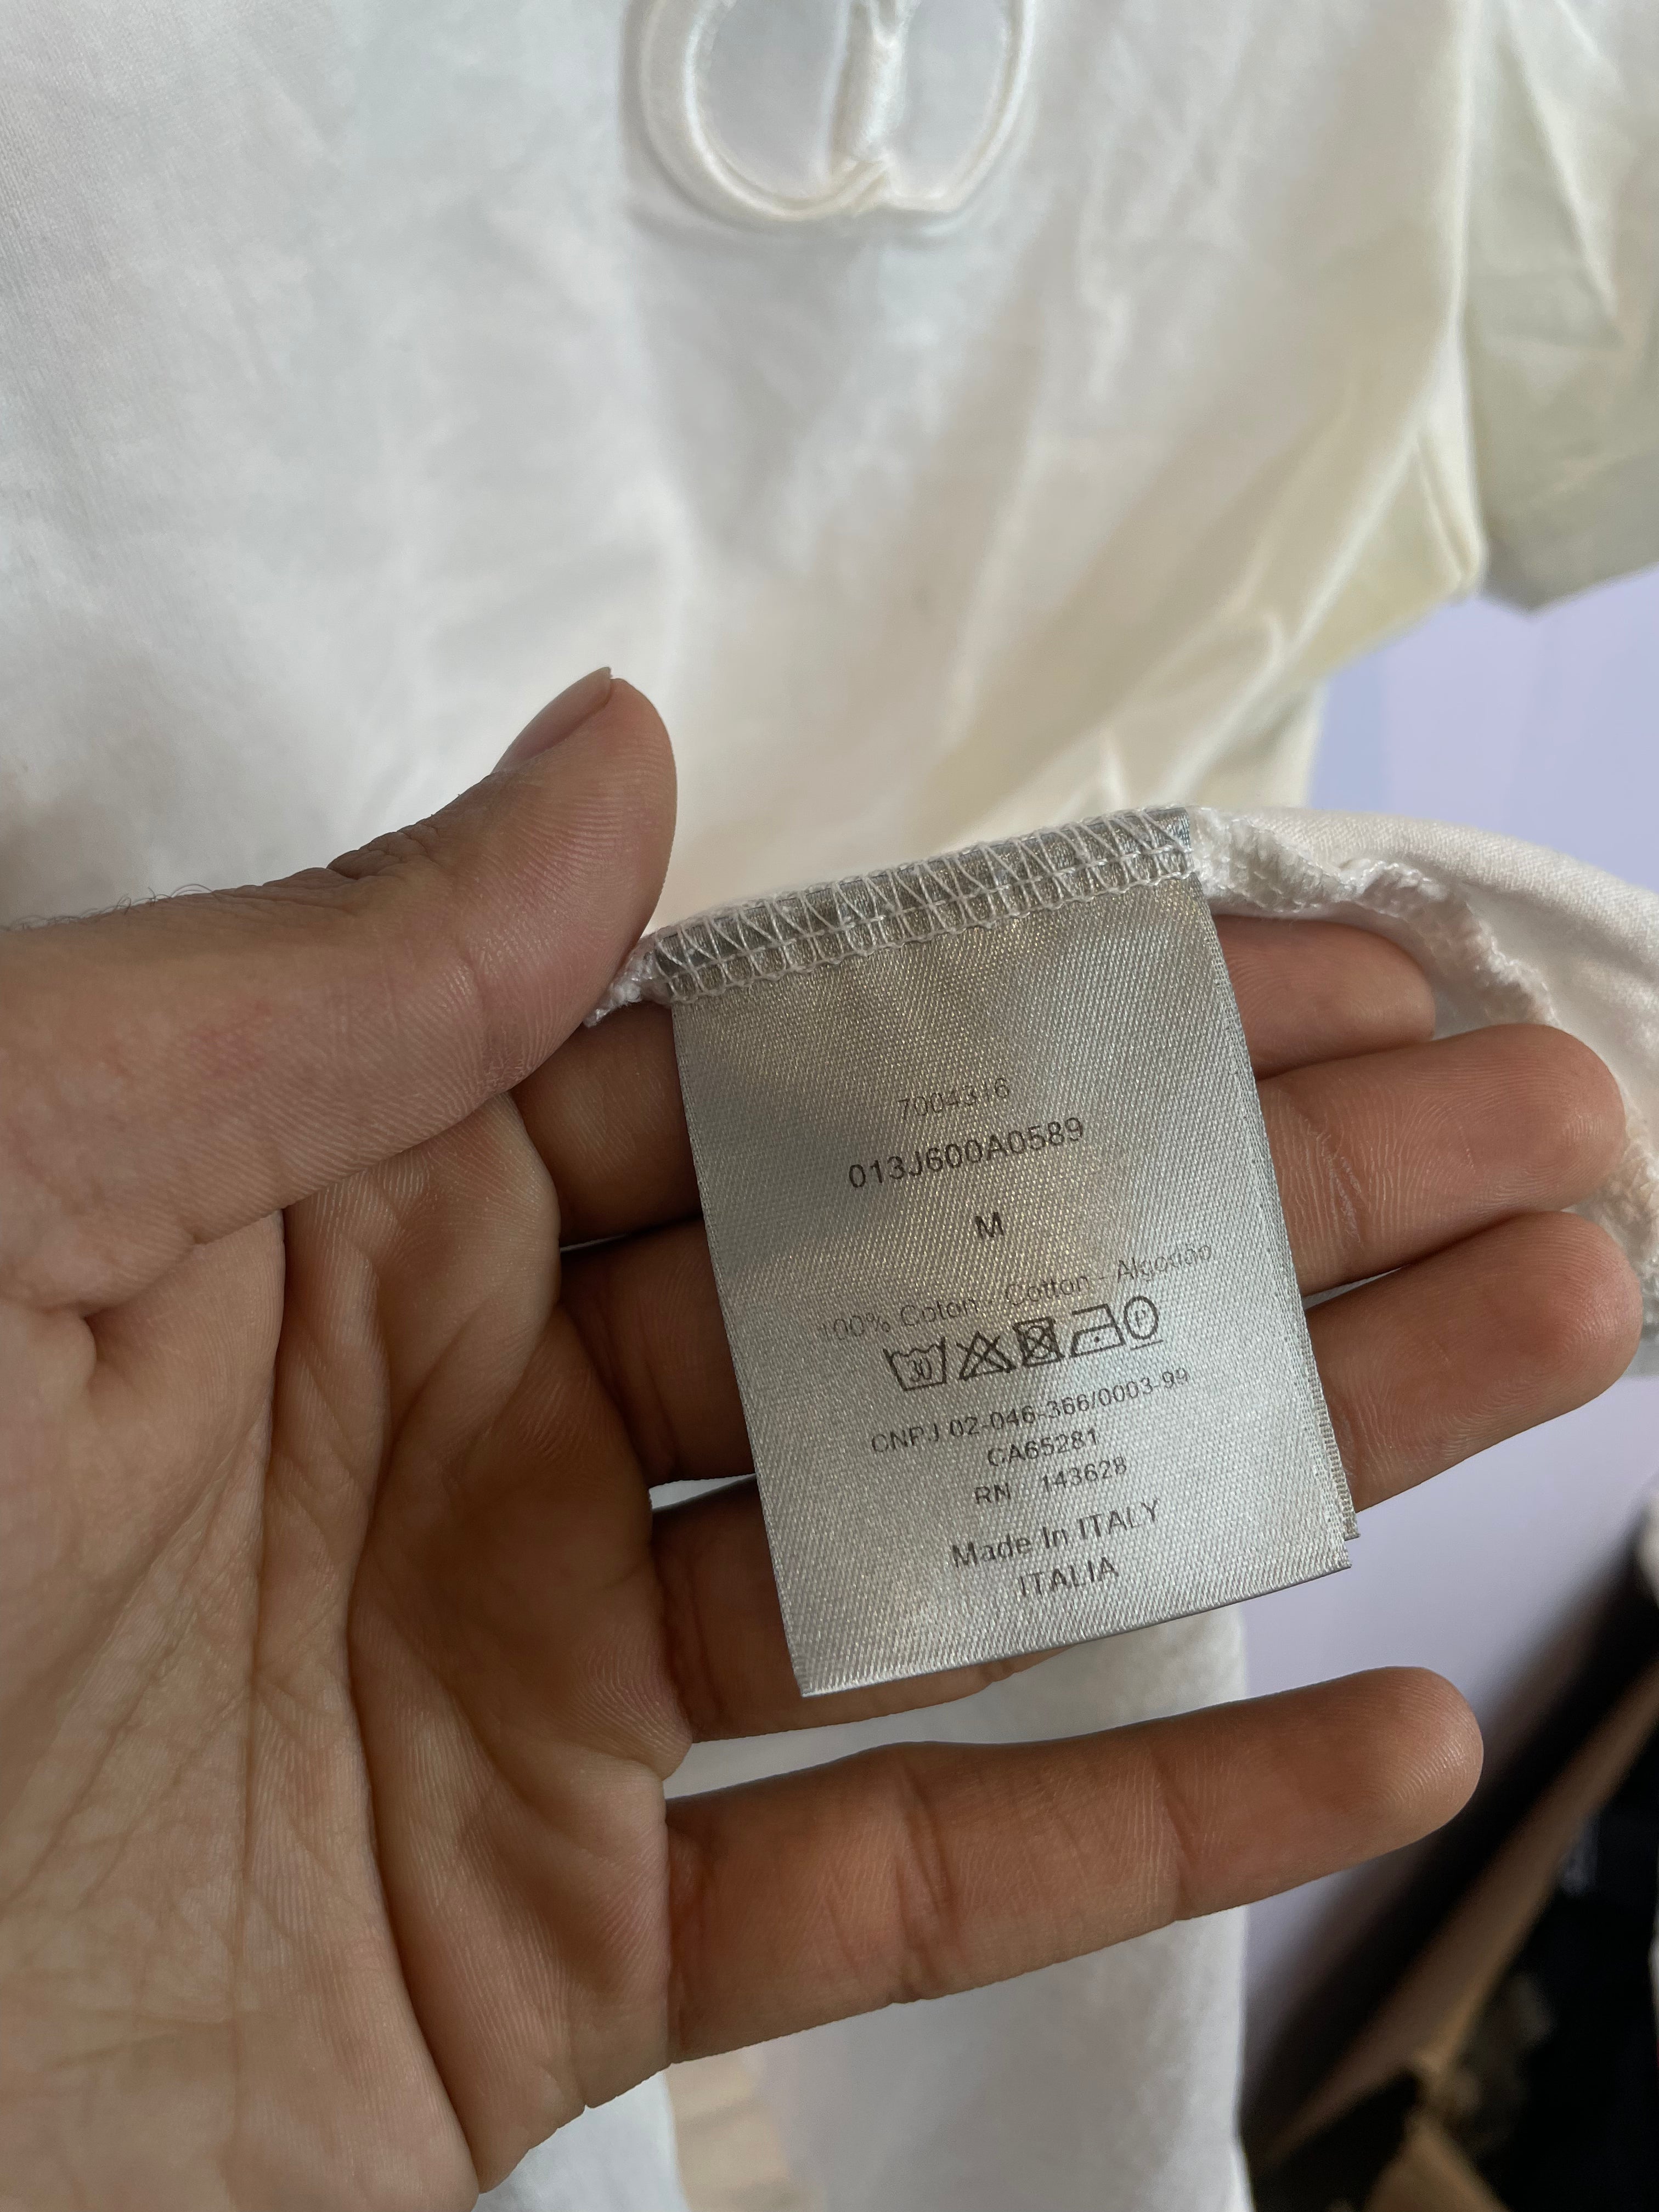 7004316
013J600A0589
M
100% Coton - Cotton - Algodão
30
CNPJ 02-046-366/0003-99
CA65281
RN 143628
Made In ITALY
ITALIA